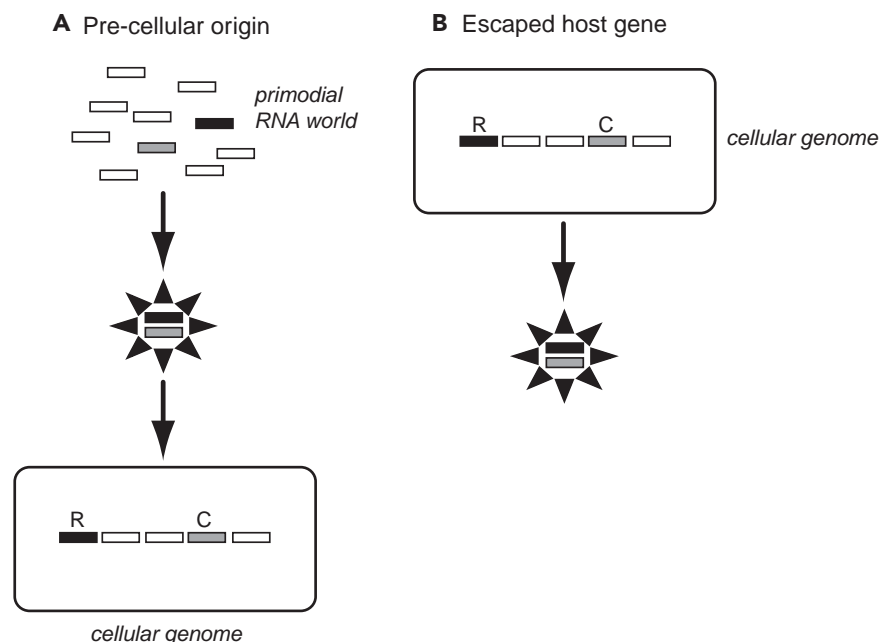 A Pre-cellular origin
primodial
RNA world
R C
cellular genome
B Escaped host gene
R C
cellular genome